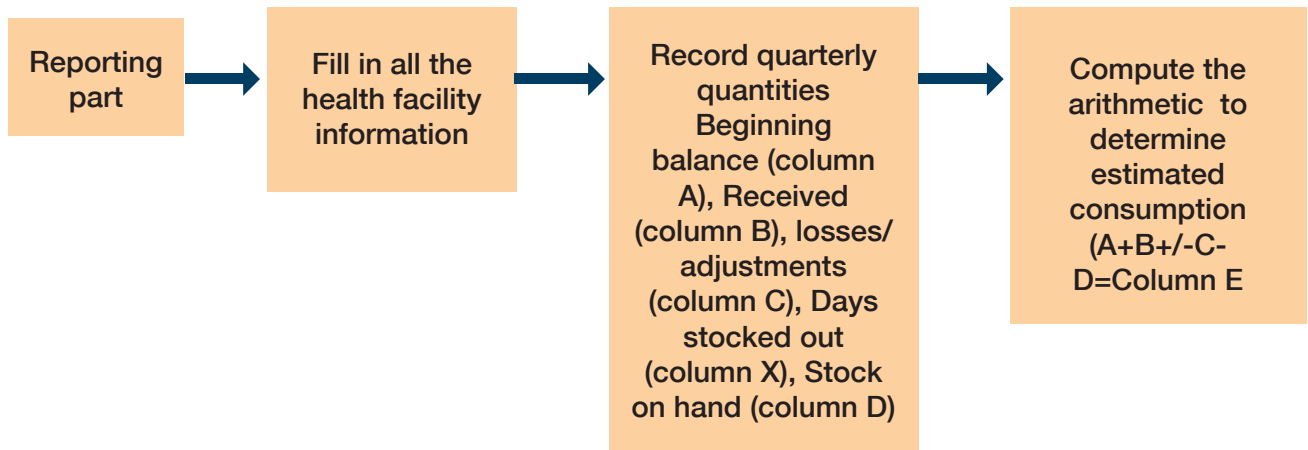 Reporting
part
Fill in all the
health facility
information
Record quarterly
quantities
Beginning
balance (column
A), Received
(column B), losses/
adjustments
(column C), Days
stocked out
(column X), Stock
on hand (column D)
Compute the
arithmetic to
determine
estimated
consumption
(A+B+/-C-
D=Column E